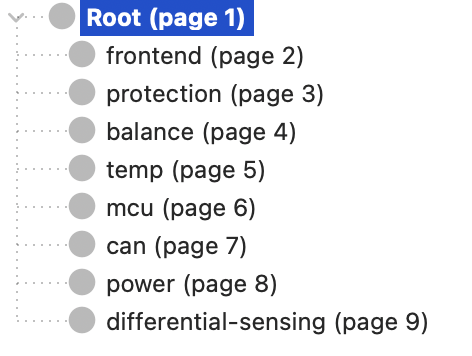 Root (page 1)
frontend (page 2)
protection (page 3)
balance (page 4)
temp (page 5)
mcu (page 6)
can (page 7)
power (page 8)
differential-sensing (page 9)